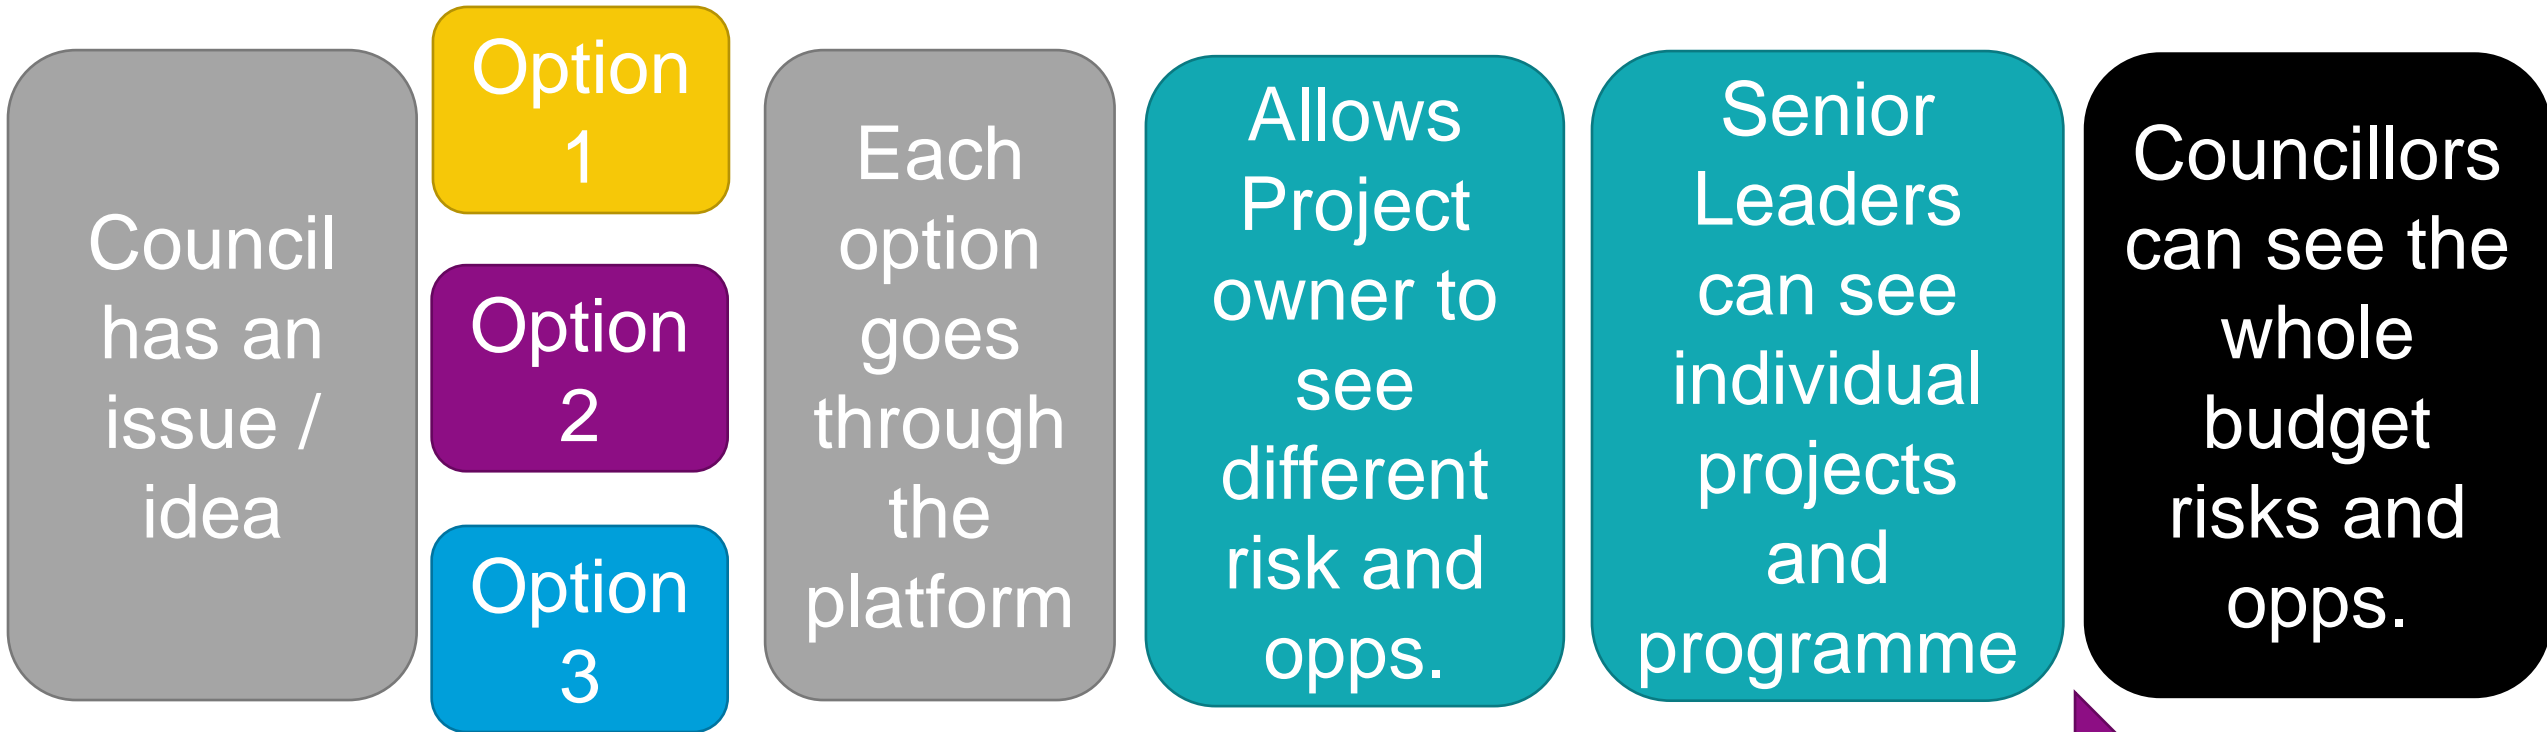 Council
has an
issue /
idea
Option
1
Option
2
Option
3
Each
option
goes
through
the
platform
Allows
Project
owner to
see
different
risk and
opps.
Senior
Leaders
can see
individual
projects
and
programme
Councillors
can see the
whole
budget
risks and
opps.